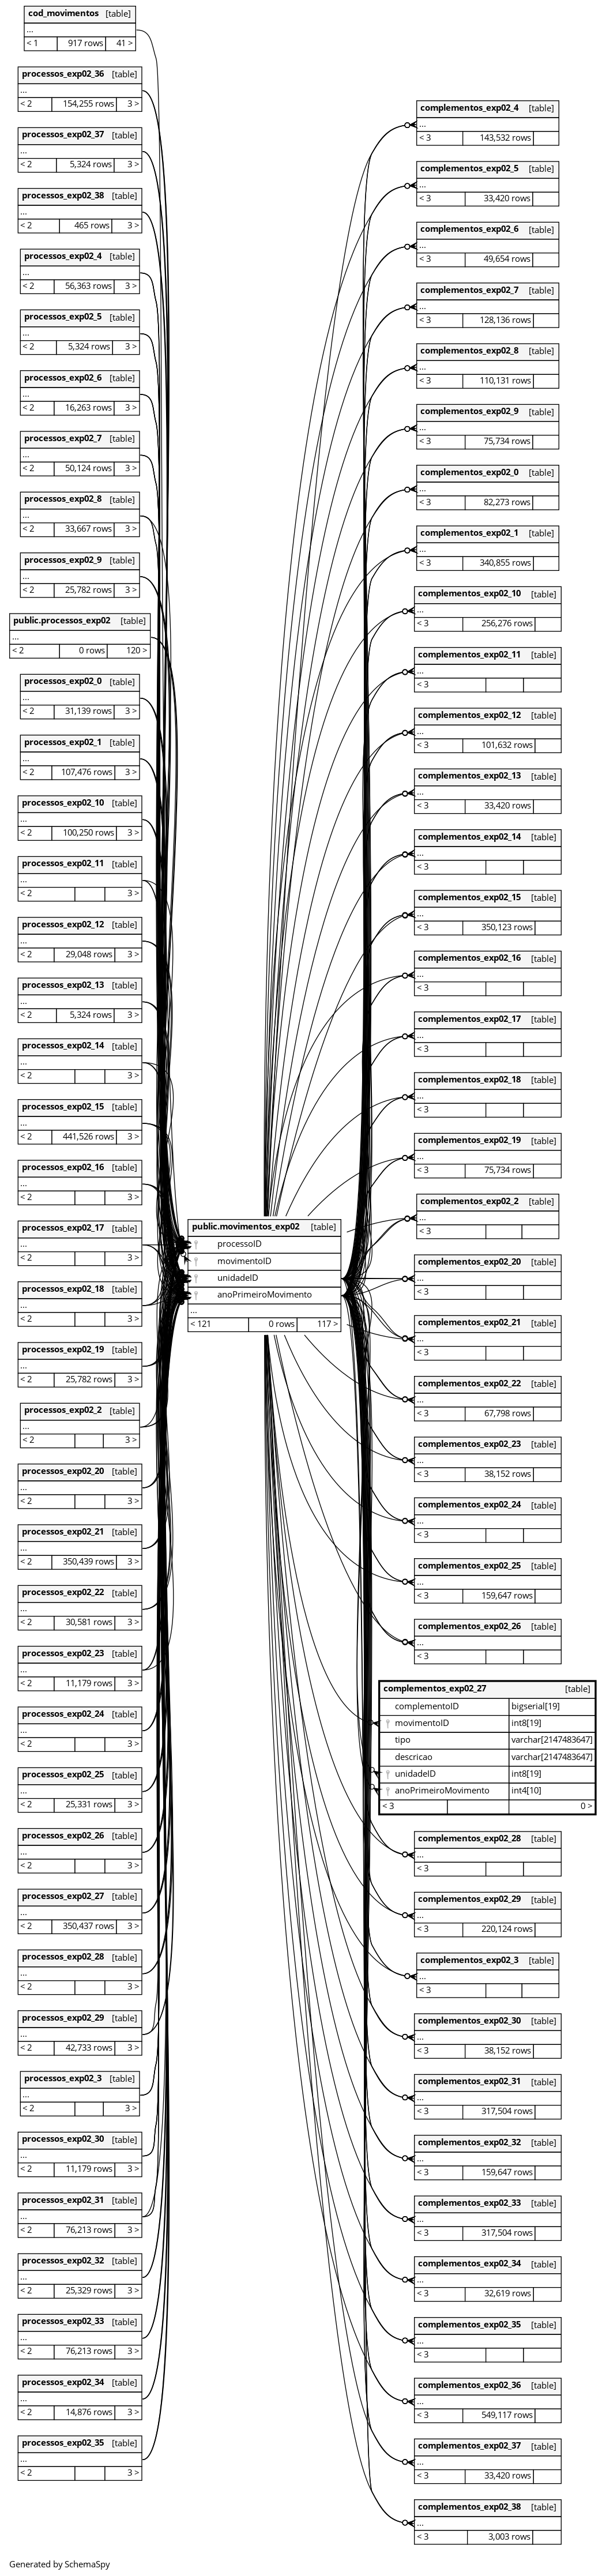 cod_movimentos [table]
...
< 1 917 rows 41 >
processos_exp02_36 [table]
...
< 2 154,255 rows 3 >
processos_exp02_37 [table]
...
< 2 5,324 rows 3 >
processos_exp02_38 [table]
...
< 2 465 rows 3 >
processos_exp02_4 [table]
...
< 2 56,363 rows 3 >
processos_exp02_5 [table]
...
< 2 5,324 rows 3 >
processos_exp02_6 [table]
...
< 2 16,263 rows 3 >
processos_exp02_7 [table]
...
< 2 50,124 rows 3 >
processos_exp02_8 [table]
...
< 2 33,667 rows 3 >
processos_exp02_9 [table]
...
< 2 25,782 rows 3 >
public.processos_exp02 [table]
...
< 2 0 rows 120 >
processos_exp02_0 [table]
...
< 2 31,139 rows 3 >
processos_exp02_1 [table]
...
< 2 107,476 rows 3 >
processos_exp02_10 [table]
...
< 2 100,250 rows 3 >
processos_exp02_11 [table]
...
< 2 3 >
processos_exp02_12 [table]
...
< 2 29,048 rows 3 >
processos_exp02_13 [table]
...
< 2 5,324 rows 3 >
processos_exp02_14 [table]
...
< 2 3 >
processos_exp02_15 [table]
...
< 2 441,526 rows 3 >
processos_exp02_16 [table]
...
< 2 3 >
processos_exp02_17 [table]
...
< 2 3 >
processos_exp02_18 [table]
...
< 2 3 >
processos_exp02_19 [table]
...
< 2 25,782 rows 3 >
processos_exp02_2 [table]
...
< 2 3 >
processos_exp02_20 [table]
...
< 2 3 >
processos_exp02_21 [table]
...
< 2 350,439 rows 3 >
processos_exp02_22 [table]
...
< 2 30,581 rows 3 >
processos_exp02_23 [table]
...
< 2 11,179 rows 3 >
processos_exp02_24 [table]
...
< 2 3 >
processos_exp02_25 [table]
...
< 2 25,331 rows 3 >
processos_exp02_26 [table]
...
< 2 3 >
processos_exp02_27 [table]
...
< 2 350,437 rows 3 >
processos_exp02_28 [table]
...
< 2 3 >
processos_exp02_29 [table]
...
< 2 42,733 rows 3 >
processos_exp02_3 [table]
...
< 2 3 >
processos_exp02_30 [table]
...
< 2 11,179 rows 3 >
processos_exp02_31 [table]
...
< 2 76,213 rows 3 >
processos_exp02_32 [table]
...
< 2 25,329 rows 3 >
processos_exp02_33 [table]
...
< 2 76,213 rows 3 >
processos_exp02_34 [table]
...
< 2 14,876 rows 3 >
processos_exp02_35 [table]
...
< 2 3 >
public.movimentos_exp02 [table]
processoID
movimentoID
unidadeID
anoPrimeiroMovimento
...
< 121 0 rows 117 >
complementos_exp02_4 [table]
...
< 3 143,532 rows
complementos_exp02_5 [table]
...
< 3 33,420 rows
complementos_exp02_6 [table]
...
< 3 49,654 rows
complementos_exp02_7 [table]
...
< 3 128,136 rows
complementos_exp02_8 [table]
...
< 3 110,131 rows
complementos_exp02_9 [table]
...
< 3 75,734 rows
complementos_exp02_0 [table]
...
< 3 82,273 rows
complementos_exp02_1 [table]
...
< 3 340,855 rows
complementos_exp02_10 [table]
...
< 3 256,276 rows
complementos_exp02_11 [table]
...
< 3
complementos_exp02_12 [table]
...
< 3 101,632 rows
complementos_exp02_13 [table]
...
< 3 33,420 rows
complementos_exp02_14 [table]
...
< 3
complementos_exp02_15 [table]
...
< 3 350,123 rows
complementos_exp02_16 [table]
...
< 3
complementos_exp02_17 [table]
...
< 3
complementos_exp02_18 [table]
...
< 3
complementos_exp02_19 [table]
...
< 3 75,734 rows
complementos_exp02_2 [table]
...
< 3
complementos_exp02_20 [table]
...
< 3
complementos_exp02_21 [table]
...
< 3
complementos_exp02_22 [table]
...
< 3 67,798 rows
complementos_exp02_23 [table]
...
< 3 38,152 rows
complementos_exp02_24 [table]
...
< 3
complementos_exp02_25 [table]
...
< 3 159,647 rows
complementos_exp02_26 [table]
...
< 3
complementos_exp02_27 [table]
complementoID bigserial[19]
movimentoID int8[19]
tipo varchar[2147483647]
descricao varchar[2147483647]
unidadeID int8[19]
anoPrimeiroMovimento int4[10]
< 3 0 >
complementos_exp02_28 [table]
...
< 3
complementos_exp02_29 [table]
...
< 3 220,124 rows
complementos_exp02_3 [table]
...
< 3
complementos_exp02_30 [table]
...
< 3 38,152 rows
complementos_exp02_31 [table]
...
< 3 317,504 rows
complementos_exp02_32 [table]
...
< 3 159,647 rows
complementos_exp02_33 [table]
...
< 3 317,504 rows
complementos_exp02_34 [table]
...
< 3 32,619 rows
complementos_exp02_35 [table]
...
< 3
complementos_exp02_36 [table]
...
< 3 549,117 rows
complementos_exp02_37 [table]
...
< 3 33,420 rows
complementos_exp02_38 [table]
...
< 3 3,003 rows
Generated by SchemaSpy